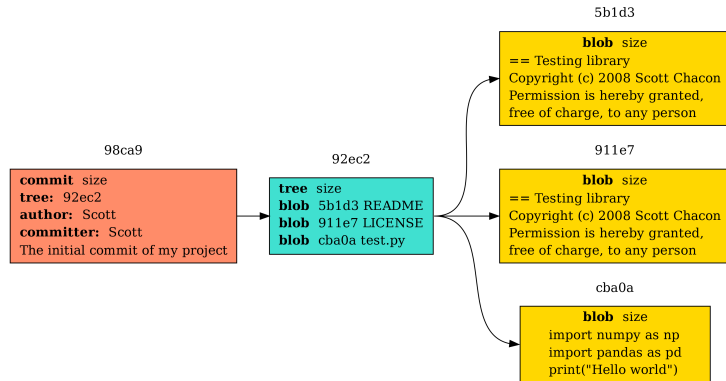 98ca9
commit size
tree: 92ec2
author: Scott
committer: Scott
The initial commit of my project
92ec2
tree size
blob 5b1d3 README
blob 911e7 LICENSE
blob cba0a test.py
5b1d3
blob size
== Testing library
Copyright (c) 2008 Scott Chacon
Permission is hereby granted,
free of charge, to any person
911e7
blob size
== Testing library
Copyright (c) 2008 Scott Chacon
Permission is hereby granted,
free of charge, to any person
cba0a
blob size
import numpy as np
import pandas as pd
print("Hello world")